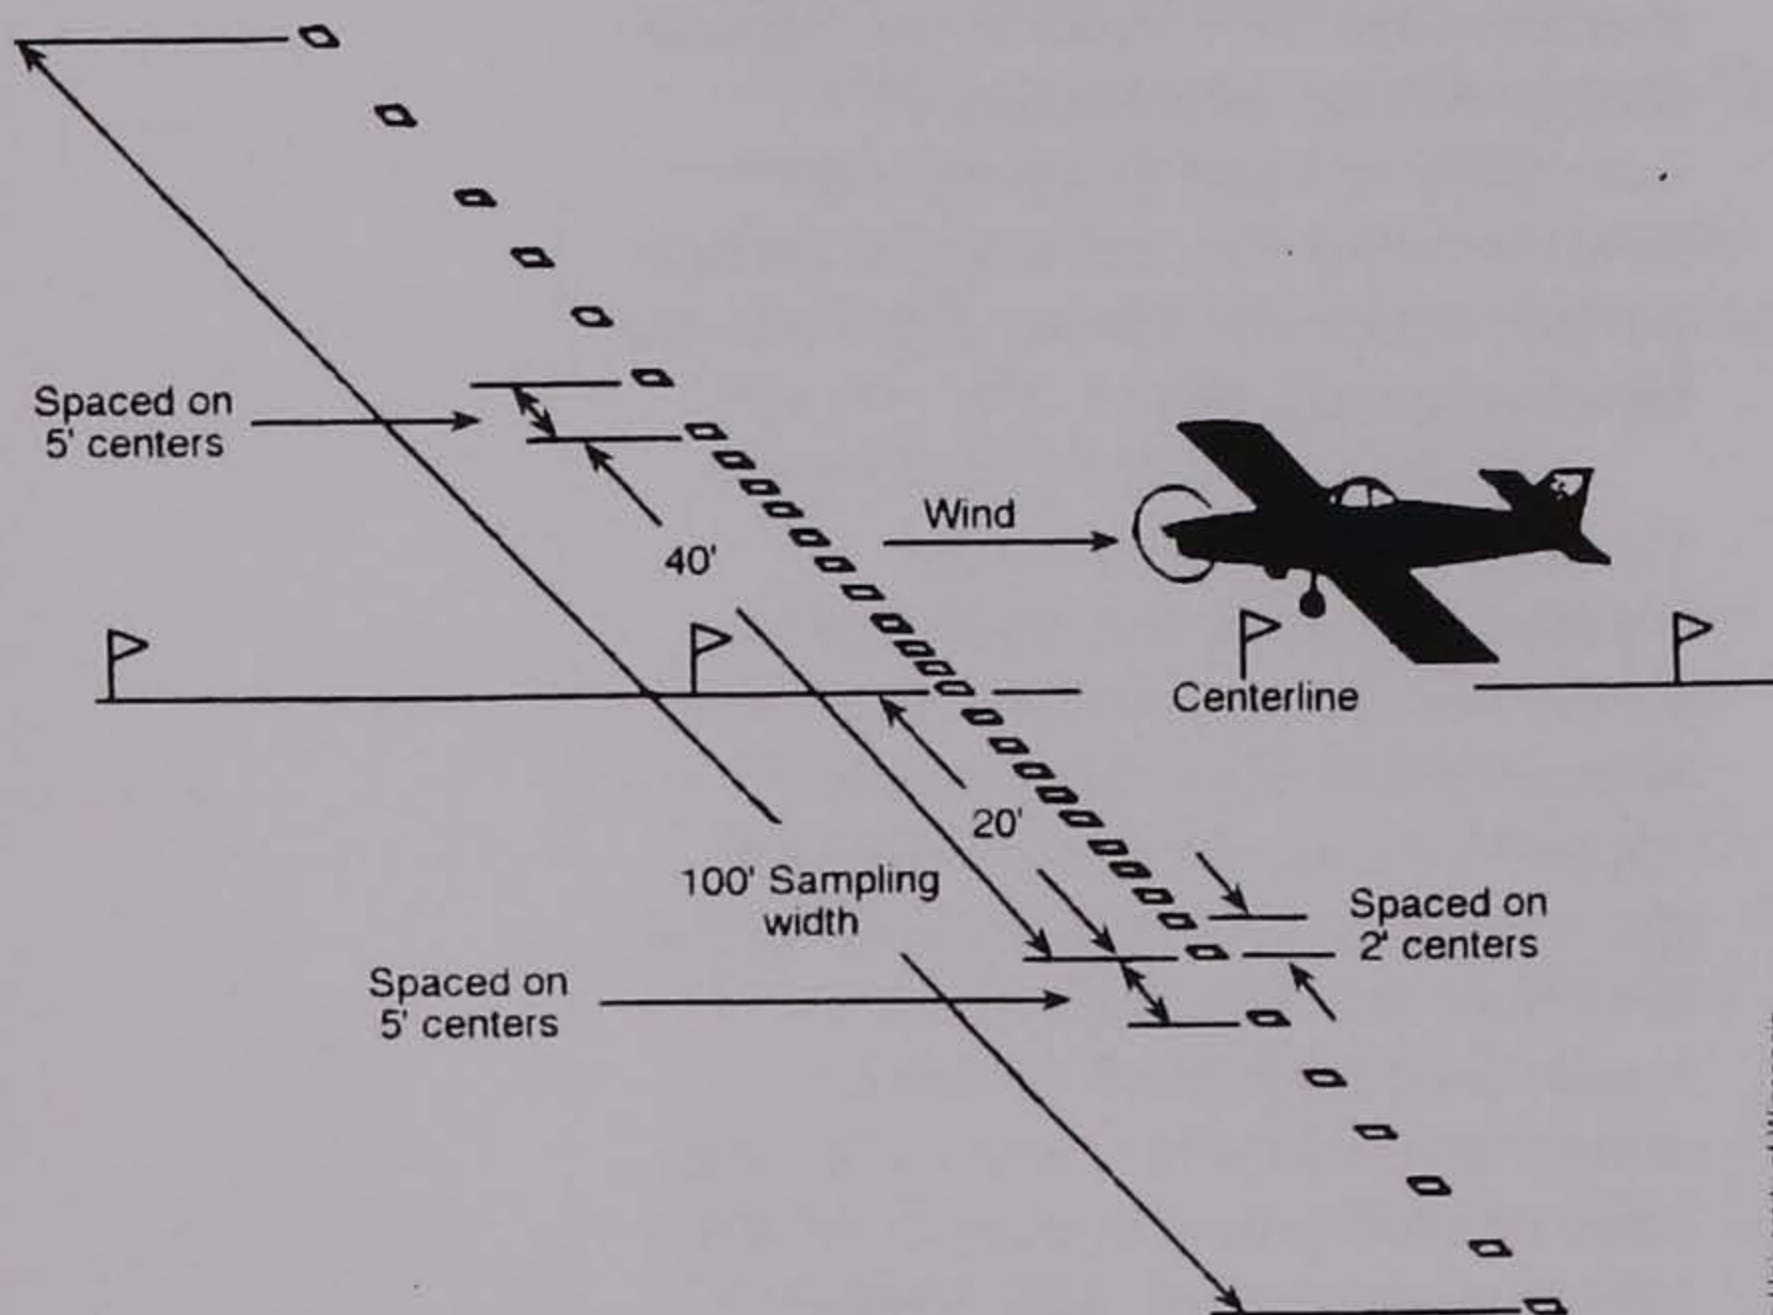 Spaced on
5' centers
Wind
40'
Centerline
20'
100' Sampling
width
Spaced on
2' centers
Spaced on
5' centers